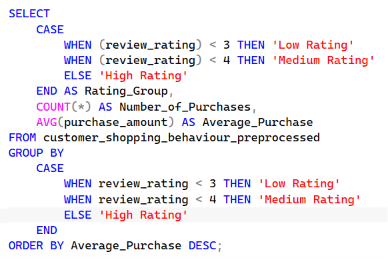 SELECT
    CASE
        WHEN (review_rating) < 3 THEN 'Low Rating'
        WHEN (review_rating) < 4 THEN 'Medium Rating'
        ELSE 'High Rating'
    END AS Rating_Group,
    COUNT(*) AS Number_of_Purchases,
    AVG(purchase_amount) AS Average_Purchase
FROM customer_shopping_behaviour_preprocessed
GROUP BY
    CASE
        WHEN review_rating < 3 THEN 'Low Rating'
        WHEN review_rating < 4 THEN 'Medium Rating'
        ELSE 'High Rating'
    END
ORDER BY Average_Purchase DESC;